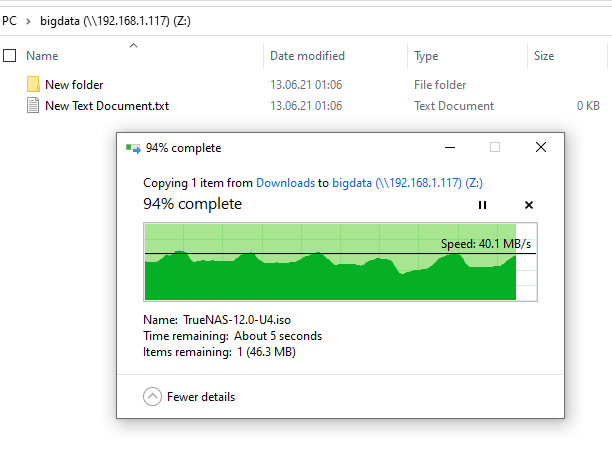 PC > bigdata (\\192.168.1.117) (Z:)
Name Date modified Type Size
New folder 13.06.21 01:06 File folder
New Text Document.txt 13.06.21 01:06 Text Document 0 KB
94% complete
Copying 1 item from Downloads to bigdata (\\192.168.1.117) (Z:)
94% complete
Speed: 40.1 MB/s
Name: TrueNAS-12.0-U4.iso
Time remaining: About 5 seconds
Items remaining: 1 (46.3 MB)
Fewer details